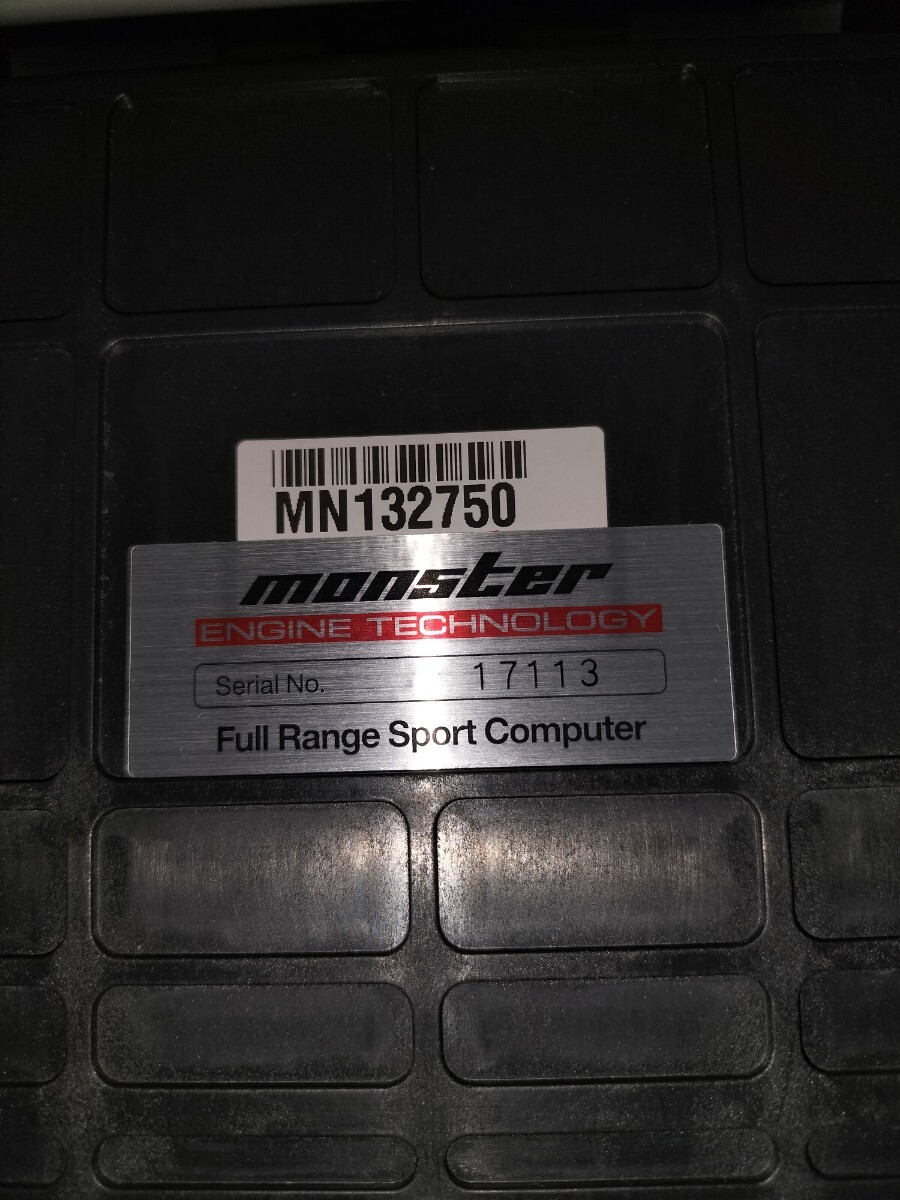 MN132750
monster
ENGINE TECHNOLOGY
Serial No. 17113
Full Range Sport Computer